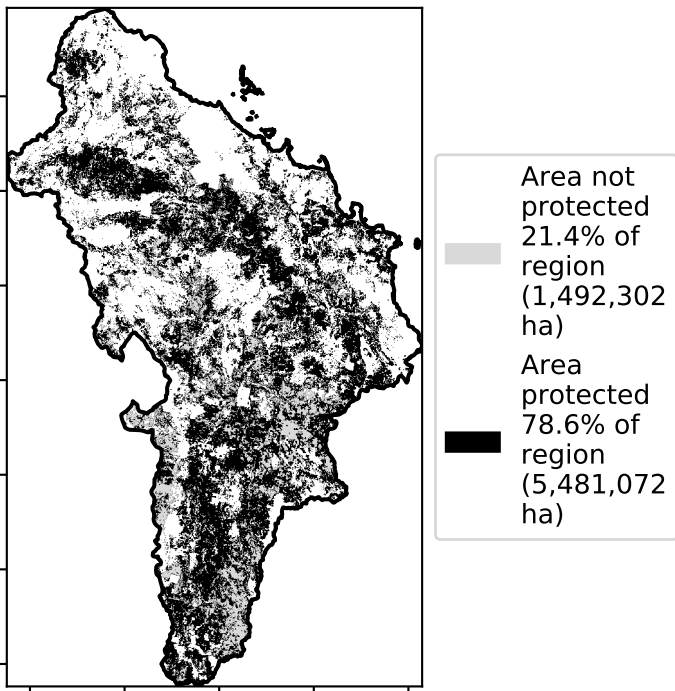 Area not
protected
21.4% of
region
(1,492,302
ha)
Area
protected
78.6% of
region
(5,481,072
ha)